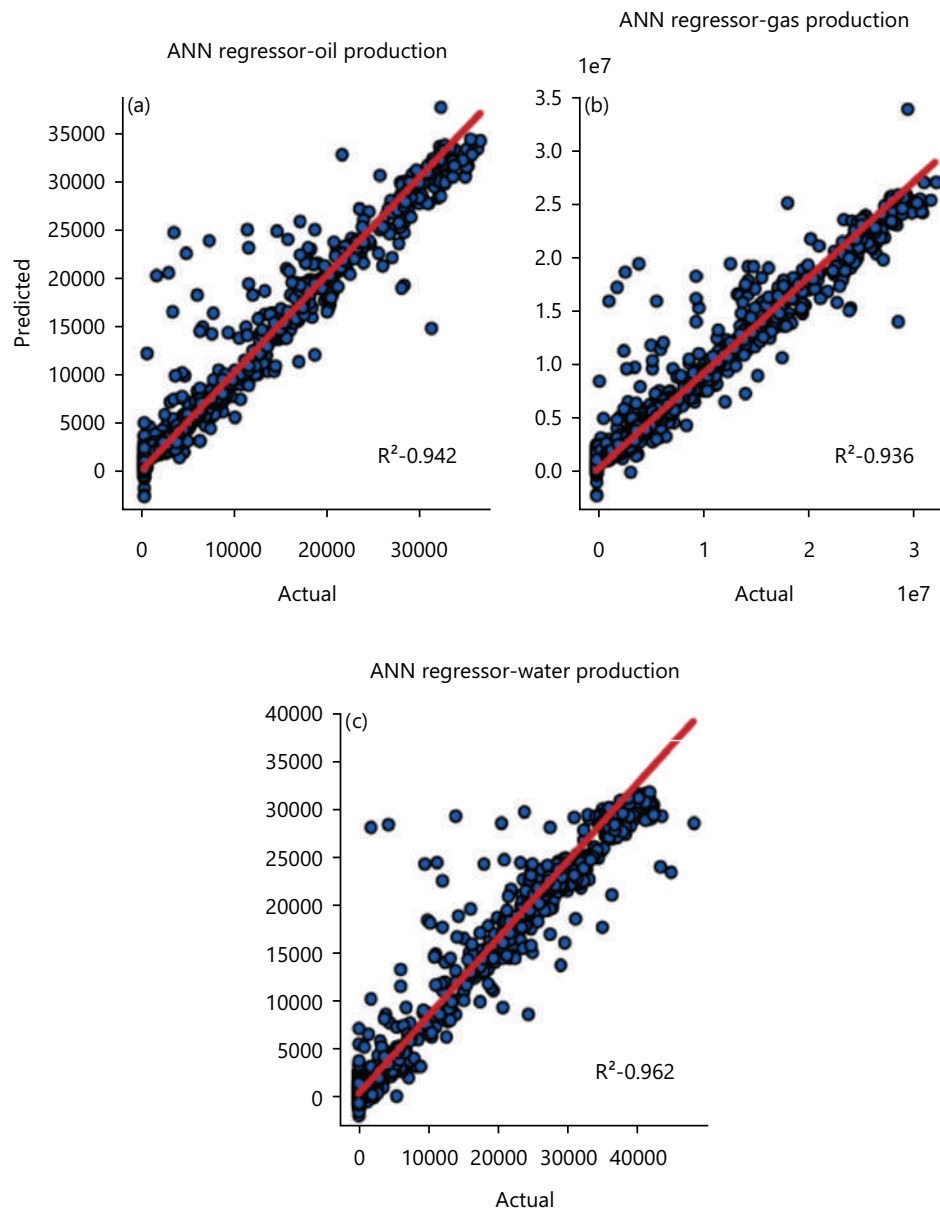 ANN regressor-oil production
(a)
Predicted
35000
30000
25000
20000
15000
10000
5000
0
R²-0.942
0 10000 20000 30000
Actual
ANN regressor-gas production
1e7
(b)
3.5
3.0
2.5
2.0
1.5
1.0
0.5
0.0
R²-0.936
0 1 2 3
Actual 1e7
ANN regressor-water production
(c)
40000
35000
30000
25000
20000
15000
10000
5000
0
R²-0.962
0 10000 20000 30000 40000
Actual